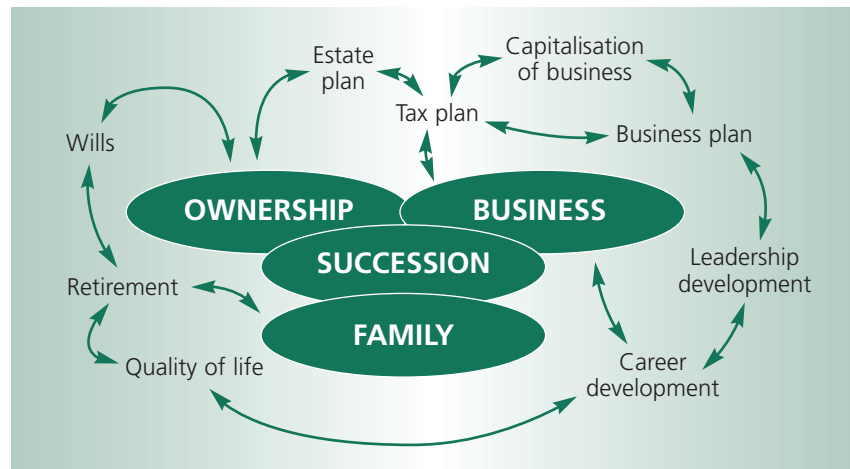 Estate
plan
Capitalisation
of business
Tax plan
Wills
Business plan
OWNERSHIP
BUSINESS
SUCCESSION
Leadership
development
Retirement
FAMILY
Quality of life
Career
development